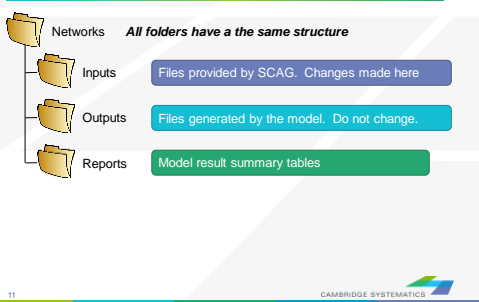 Networks All folders have a the same structure
Inputs Files provided by SCAG. Changes made here
Outputs Files generated by the model. Do not change.
Reports Model result summary tables
11
CAMBRIDGE SYSTEMATICS